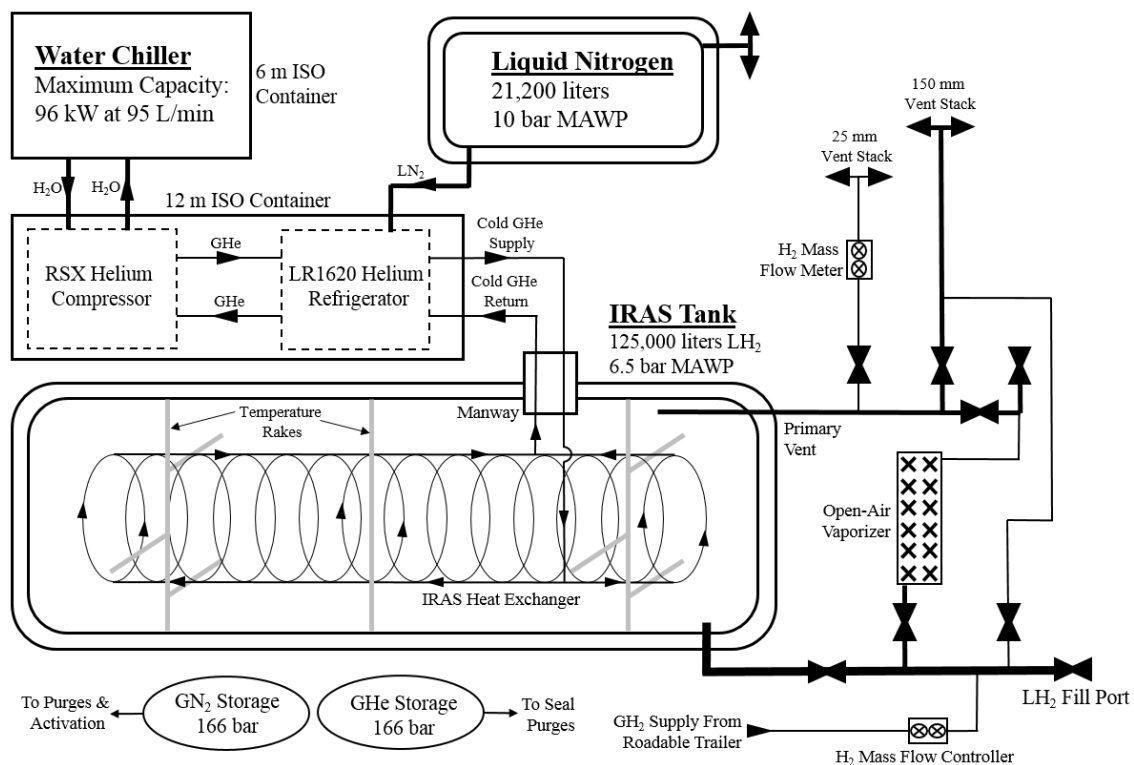 Water Chiller
Maximum Capacity:
96 kW at 95 L/min
6 m ISO
Container
Liquid Nitrogen
21,200 liters
10 bar MAWP
150 mm
Vent Stack
25 mm
Vent Stack
H₂O
H₂O
LN₂
12 m ISO Container
RSX Helium
Compressor
GHe
GHe
LR1620 Helium
Refrigerator
Cold GHe
Supply
Cold GHe
Return
H₂ Mass
Flow Meter
IRAS Tank
125,000 liters LH₂
6.5 bar MAWP
Manway
Temperature
Rakes
Primary
Vent
Open-Air
Vaporizer
IRAS Heat Exchanger
To Purges &
Activation
GN₂ Storage
166 bar
GHe Storage
166 bar
To Seal
Purges
GH₂ Supply From
Roadable Trailer
H₂ Mass Flow Controller
LH₂ Fill Port